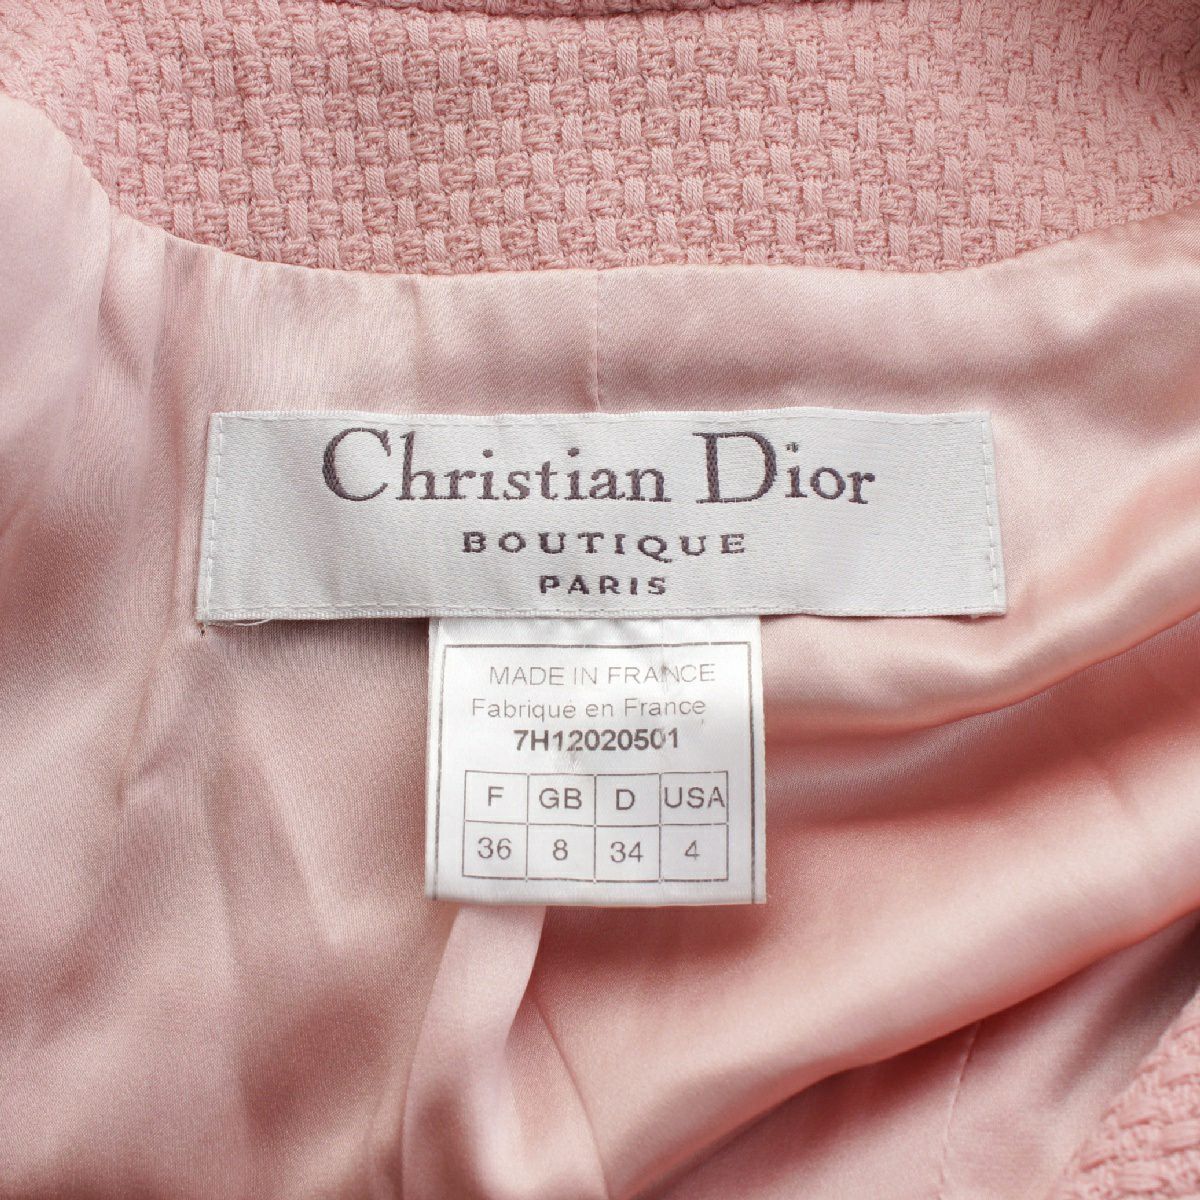 Christian Dior
BOUTIQUE
PARIS
MADE IN FRANCE
Fabriqué en France
7H12020501
F GB D USA
36 8 34 4